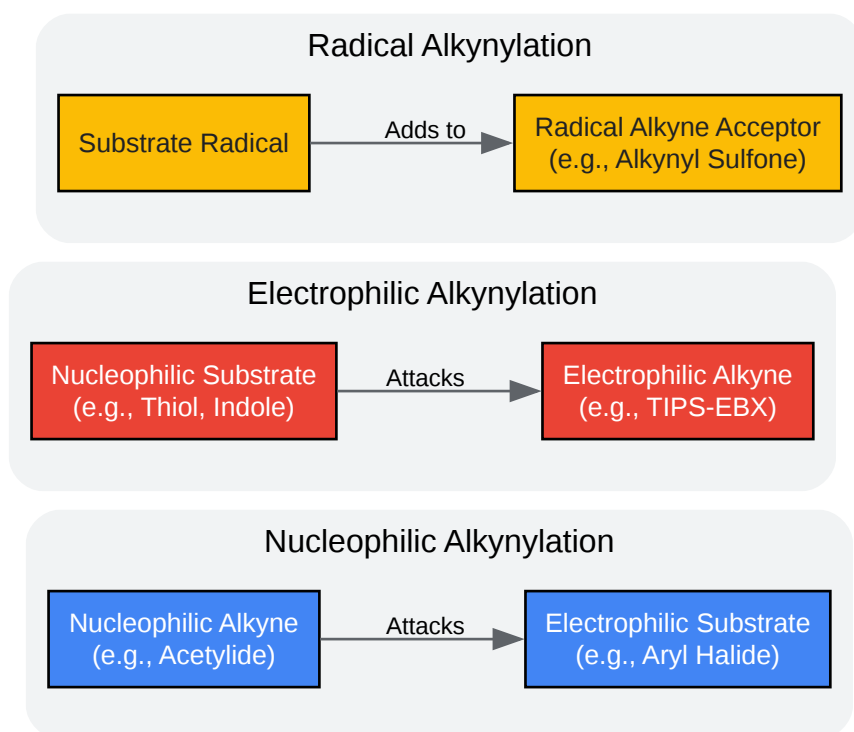 Radical Alkynylation
Substrate Radical
Adds to
Radical Alkyne Acceptor
(e.g., Alkynyl Sulfone)
Electrophilic Alkynylation
Nucleophilic Substrate
(e.g., Thiol, Indole)
Attacks
Electrophilic Alkyne
(e.g., TIPS-EBX)
Nucleophilic Alkynylation
Nucleophilic Alkyne
(e.g., Acetylide)
Attacks
Electrophilic Substrate
(e.g., Aryl Halide)